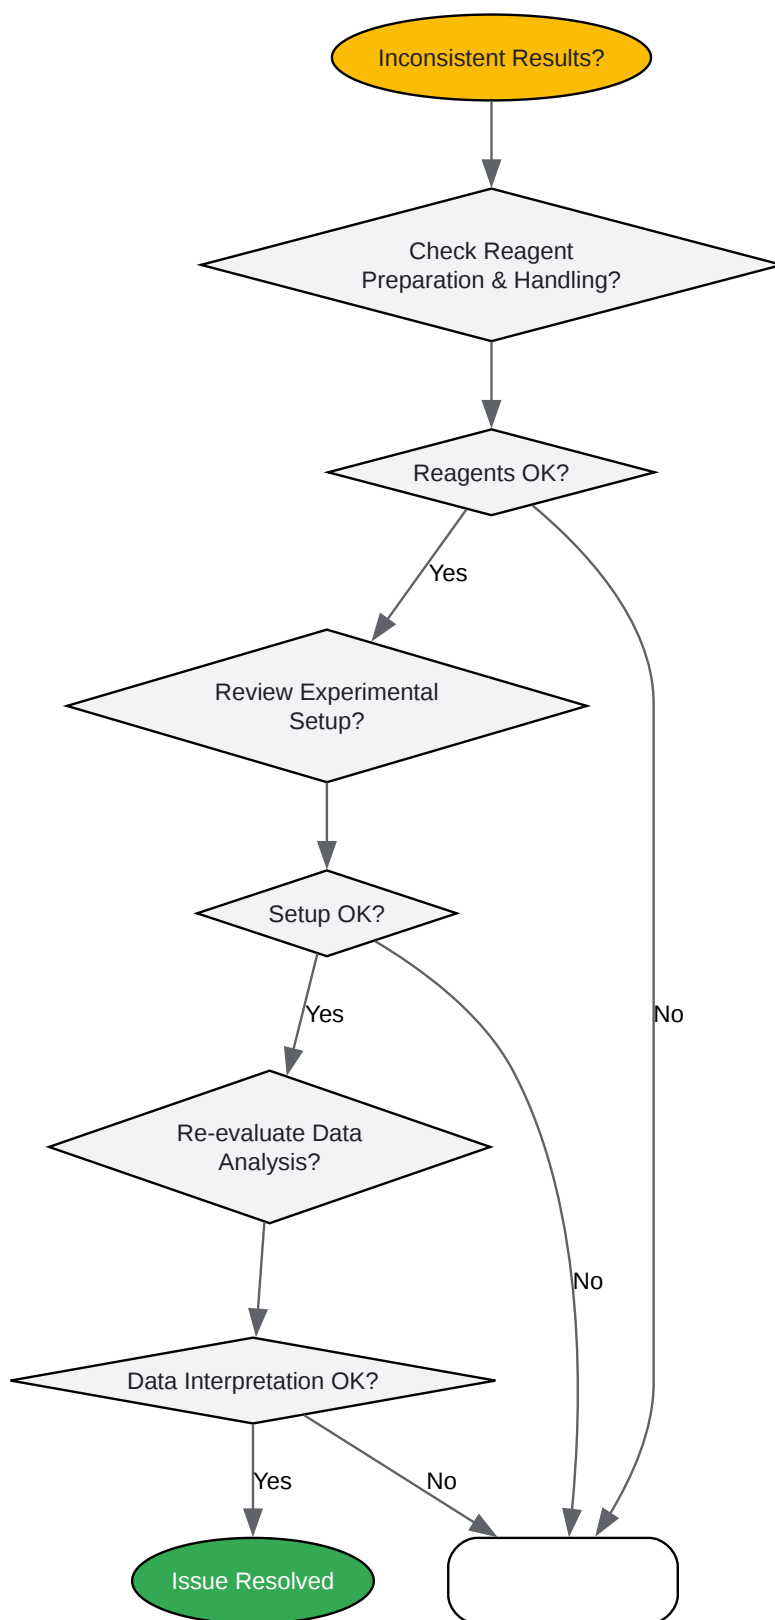 Inconsistent Results?
Check Reagent
Preparation & Handling?
Reagents OK?
Yes
Review Experimental
Setup?
Setup OK?
Yes
No
Re-evaluate Data
Analysis?
No
Data Interpretation OK?
Yes
No
Issue Resolved